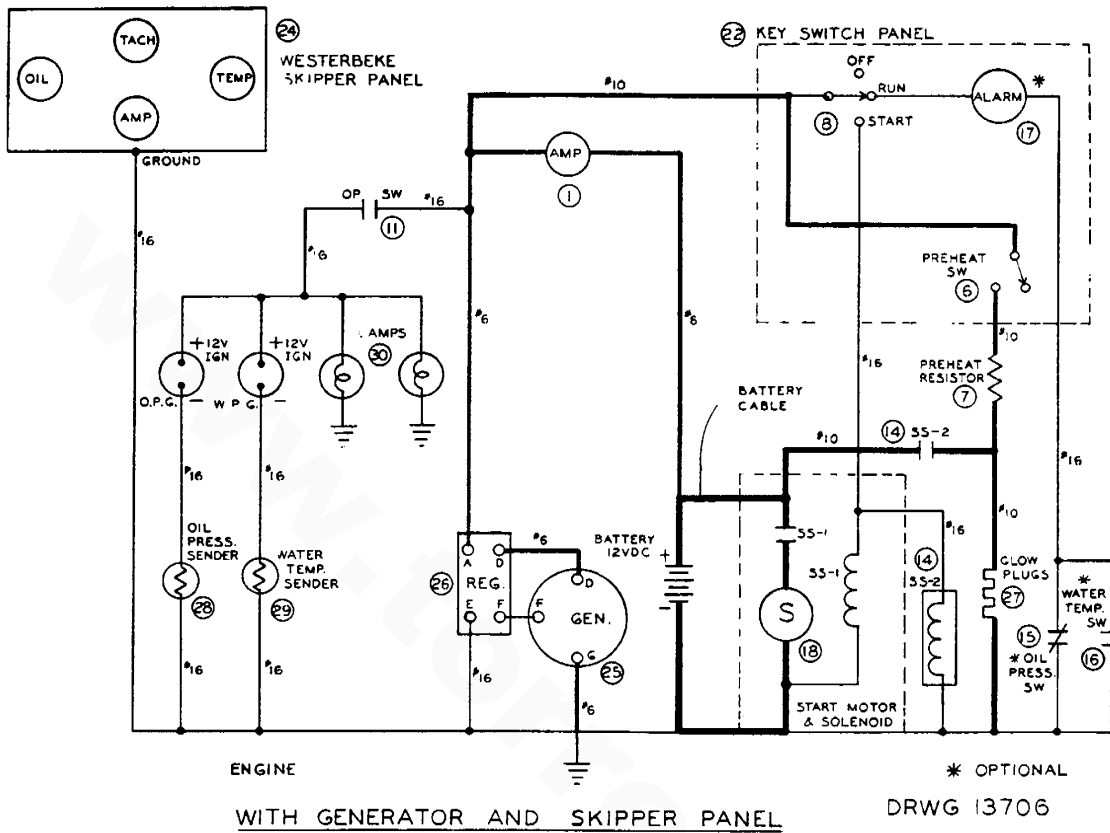 TACH
OIL
TEMP
AMP
24
WESTERBEKE
SKIPPER PANEL
GROUND
#16
22 KEY SWITCH PANEL
OFF
RUN
START
8
ALARM
*
17
#10
AMP
1
OP SW
#16
11
#16
PREHEAT
SW
6
#10
PREHEAT
RESISTOR
7
+12V
IGN
O.P.G. -
+12V
IGN
W P G. -
AMPS
30
#6
#6
#16
BATTERY
CABLE
#10
14 SS-2
#16
#16
#16
OIL
PRESS.
SENDER
28
WATER
TEMP.
SENDER
29
#16
#16
26
A D
REG.
E F
#16
#6
D
F
GEN.
G
25
#6
BATTERY
12VDC
+
-
SS-1
SS-1
S
18
START MOTOR
& SOLENOID
#16
14
SS-2
#10
GLOW
PLUGS
27
*
WATER
TEMP.
SW
16
15
* OIL
PRESS.
SW
ENGINE
* OPTIONAL
WITH GENERATOR AND SKIPPER PANEL
DRWG 13706